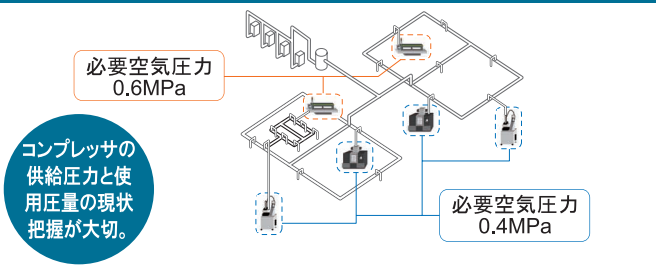 必要空気圧力
0.6MPa
コンプレッサの
供給圧力と使
用圧量の現状
把握が大切。
必要空気圧力
0.4MPa